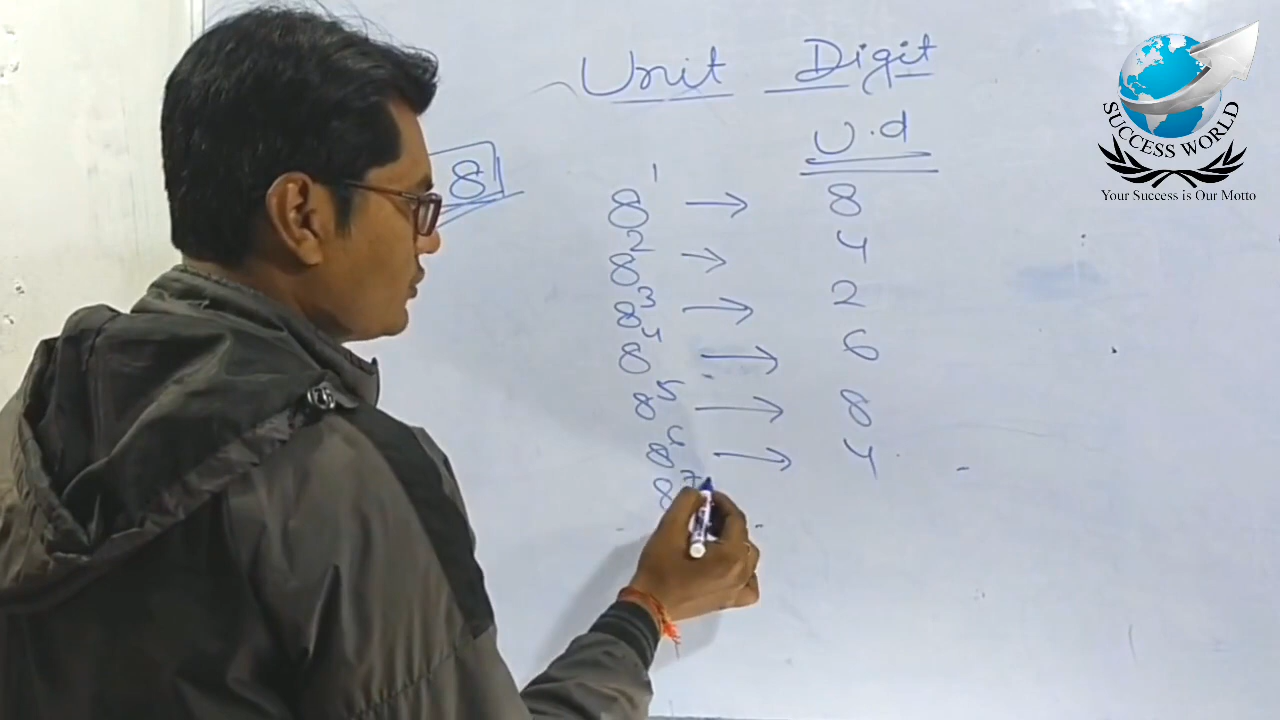 Unit Digit
U.d
81
8¹ → 8
8² → 4
8³ → 2
8⁴ → 6
8⁵ → 8
8⁶ → 4
8⁷
SUCCESS WORLD
Your Success is Our Motto